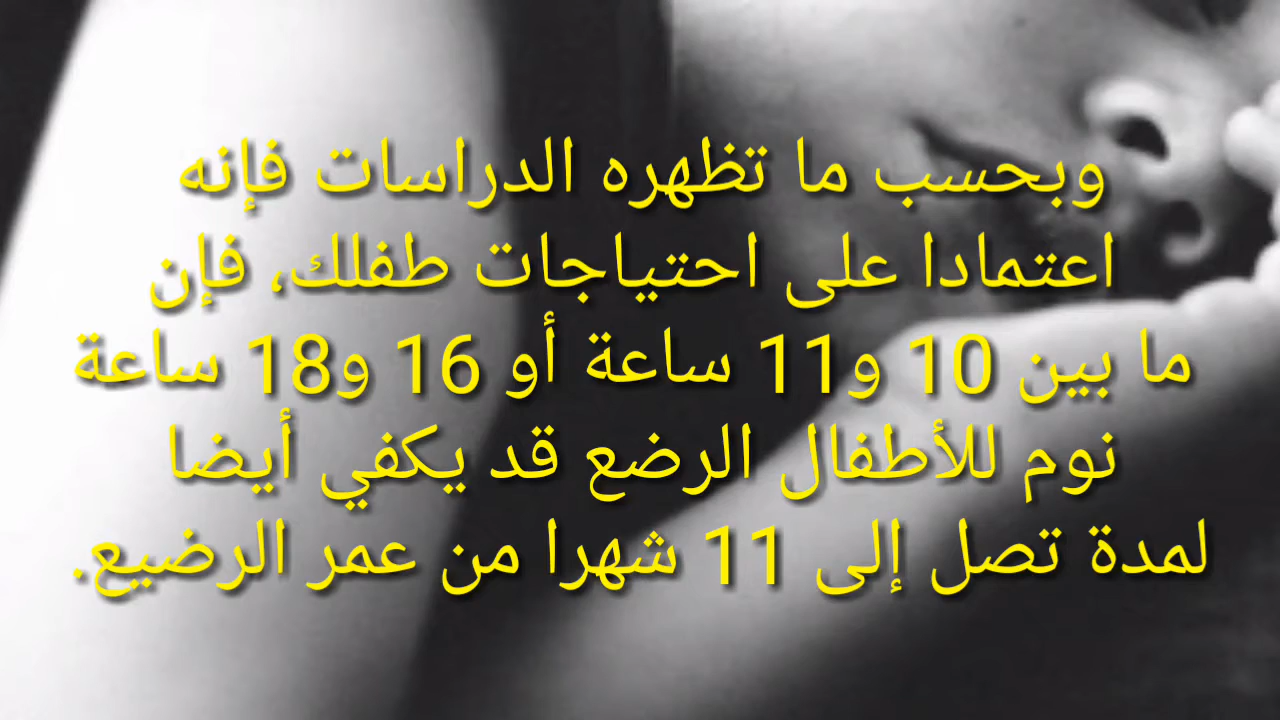 وبحسب ما تظهره الدراسات فإنه
اعتمادا على احتياجات طفلك، فإن
ما بين 10 و11 ساعة أو 16 و18 ساعة
نوم للأطفال الرضع قد يكفي أيضا
لمدة تصل إلى 11 شهرا من عمر الرضيع.